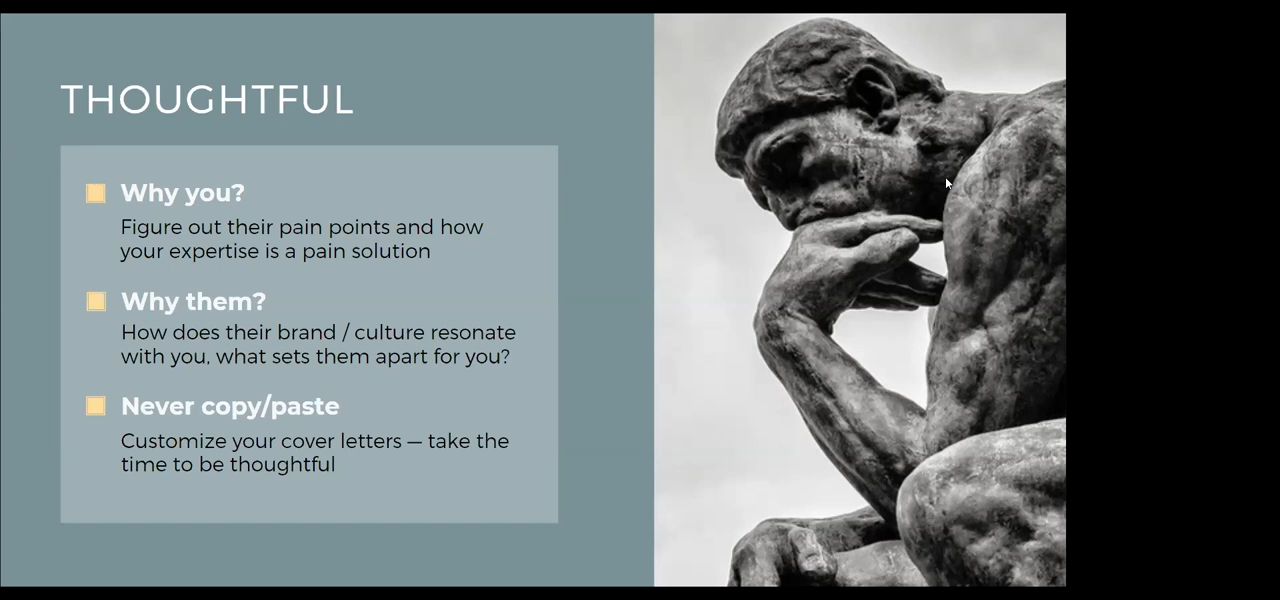 THOUGHTFUL
Why you?
Figure out their pain points and how
your expertise is a pain solution
Why them?
How does their brand / culture resonate
with you, what sets them apart for you?
Never copy/paste
Customize your cover letters — take the
time to be thoughtful